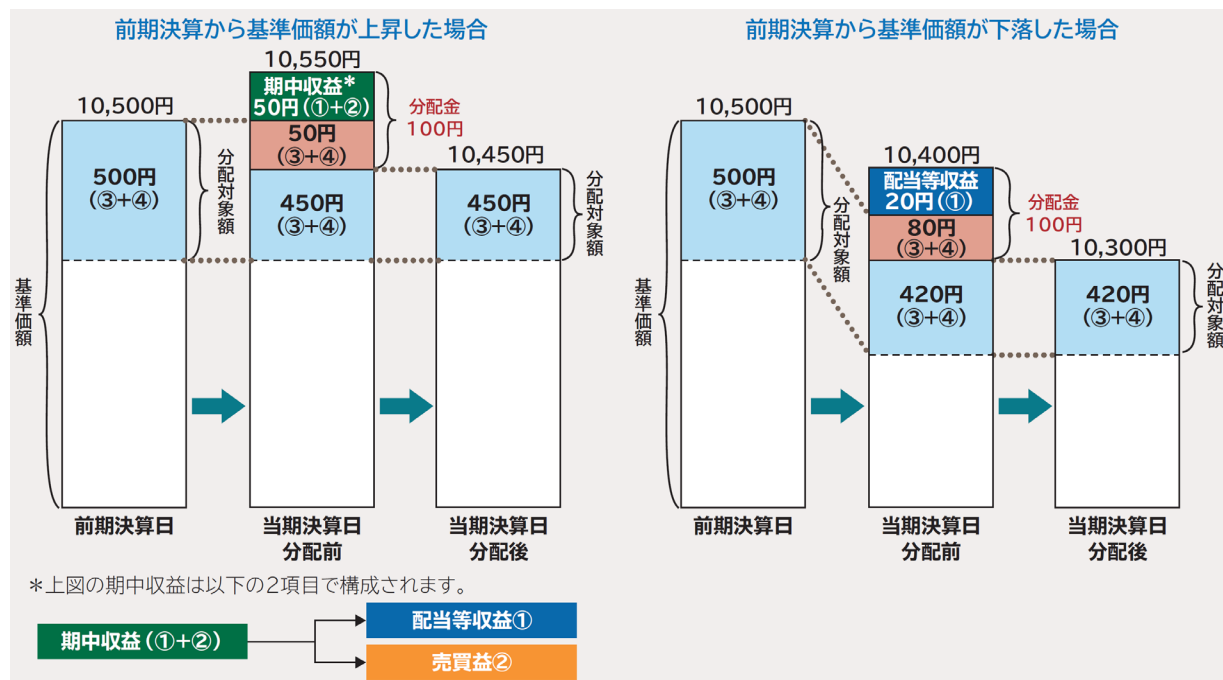 前期決算から基準価額が上昇した場合
10,500円
500円
(③+④)
分配対象額
基準価額
前期決算日
10,550円
期中収益*
50円(①+②)
50円
(③+④)
分配金
100円
450円
(③+④)
当期決算日
分配前
10,450円
450円
(③+④)
分配対象額
当期決算日
分配後
前期決算から基準価額が下落した場合
10,500円
500円
(③+④)
分配対象額
基準価額
前期決算日
10,400円
配当等収益
20円(①)
80円
(③+④)
分配金
100円
420円
(③+④)
当期決算日
分配前
10,300円
420円
(③+④)
分配対象額
当期決算日
分配後
*上図の期中収益は以下の2項目で構成されます。
期中収益(①+②)
配当等収益①
売買益②